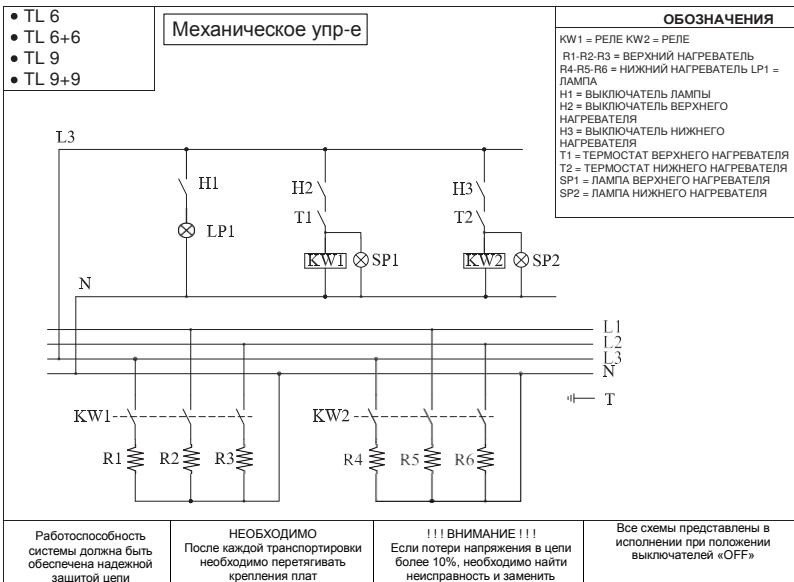 • TL 6
• TL 6+6
• TL 9
• TL 9+9
Механическое упр-е
ОБОЗНАЧЕНИЯ
KW1 = РЕЛЕ KW2 = РЕЛЕ
R1-R2-R3 = ВЕРХНИЙ НАГРЕВАТЕЛЬ
R4-R5-R6 = НИЖНИЙ НАГРЕВАТЕЛЬ LP1 =
ЛАМПА
H1 = ВЫКЛЮЧАТЕЛЬ ЛАМПЫ
H2 = ВЫКЛЮЧАТЕЛЬ ВЕРХНЕГО
НАГРЕВАТЕЛЯ
H3 = ВЫКЛЮЧАТЕЛЬ НИЖНЕГО
НАГРЕВАТЕЛЯ
T1 = ТЕРМОСТАТ ВЕРХНЕГО НАГРЕВАТЕЛЯ
T2 = ТЕРМОСТАТ НИЖНЕГО НАГРЕВАТЕЛЯ
SP1 = ЛАМПА ВЕРХНЕГО НАГРЕВАТЕЛЯ
SP2 = ЛАМПА НИЖНЕГО НАГРЕВАТЕЛЯ
L3
H1
H2
H3
T1
T2
LP1
KW1
SP1
KW2
SP2
N
L1
L2
L3
N
T
KW1
KW2
R1
R2
R3
R4
R5
R6
Работоспособность
системы должна быть
обеспечена надежной
защитой цепи
НЕОБХОДИМО
После каждой транспортировки
необходимо перетягивать
крепления плат
! ! ! ВНИМАНИЕ ! ! !
Если потери напряжения в цепи
более 10%, необходимо найти
неисправность и заменить
Все схемы представлены в
исполнении при положении
выключателей «OFF»